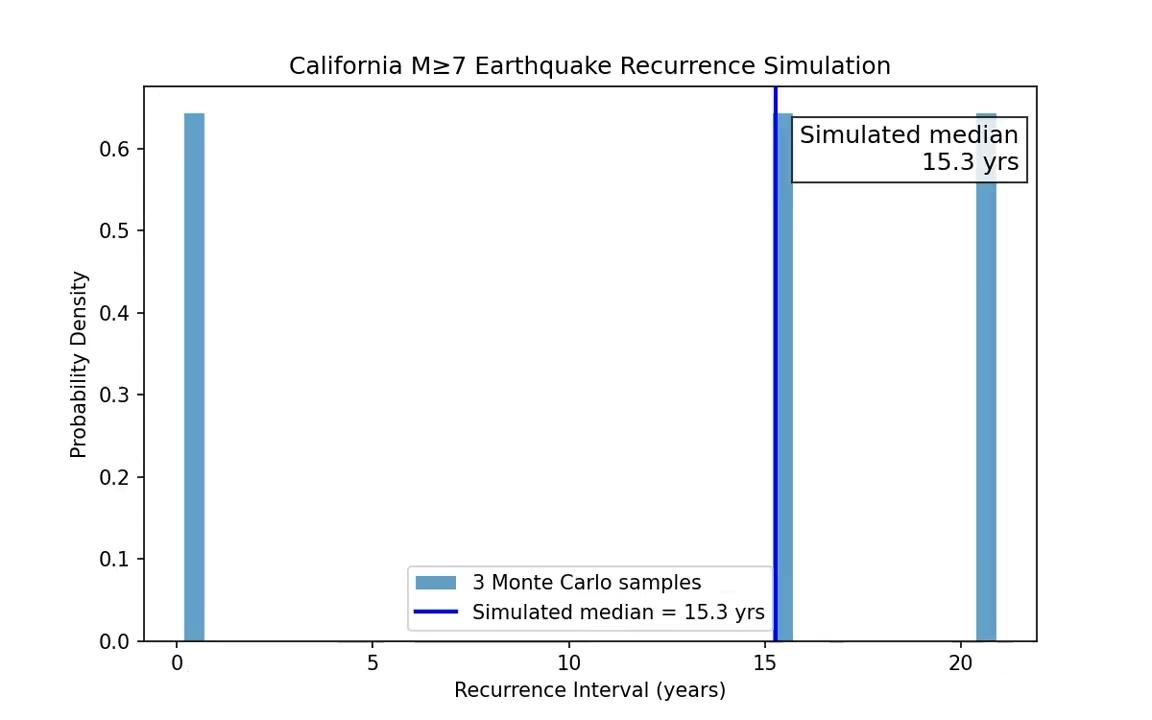 California M≥7 Earthquake Recurrence Simulation
Simulated median
15.3 yrs
Probability Density
0.6
0.5
0.4
0.3
0.2
0.1
0.0
3 Monte Carlo samples
Simulated median = 15.3 yrs
0 5 10 15 20
Recurrence Interval (years)